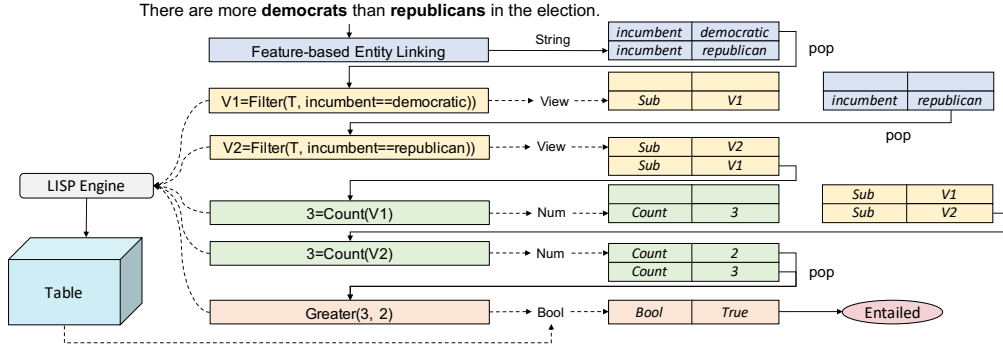 There are more democrats than republicans in the election.
Feature-based Entity Linking
String
incumbent democratic
incumbent republican
pop
V1=Filter(T, incumbent==democratic))
View
Sub V1
incumbent republican
pop
V2=Filter(T, incumbent==republican))
View
Sub V2
Sub V1
LISP Engine
3=Count(V1)
Num
Count 3
Sub V1
Sub V2
3=Count(V2)
Num
Count 2
Count 3
pop
Table
Greater(3, 2)
Bool
Bool True
Entailed